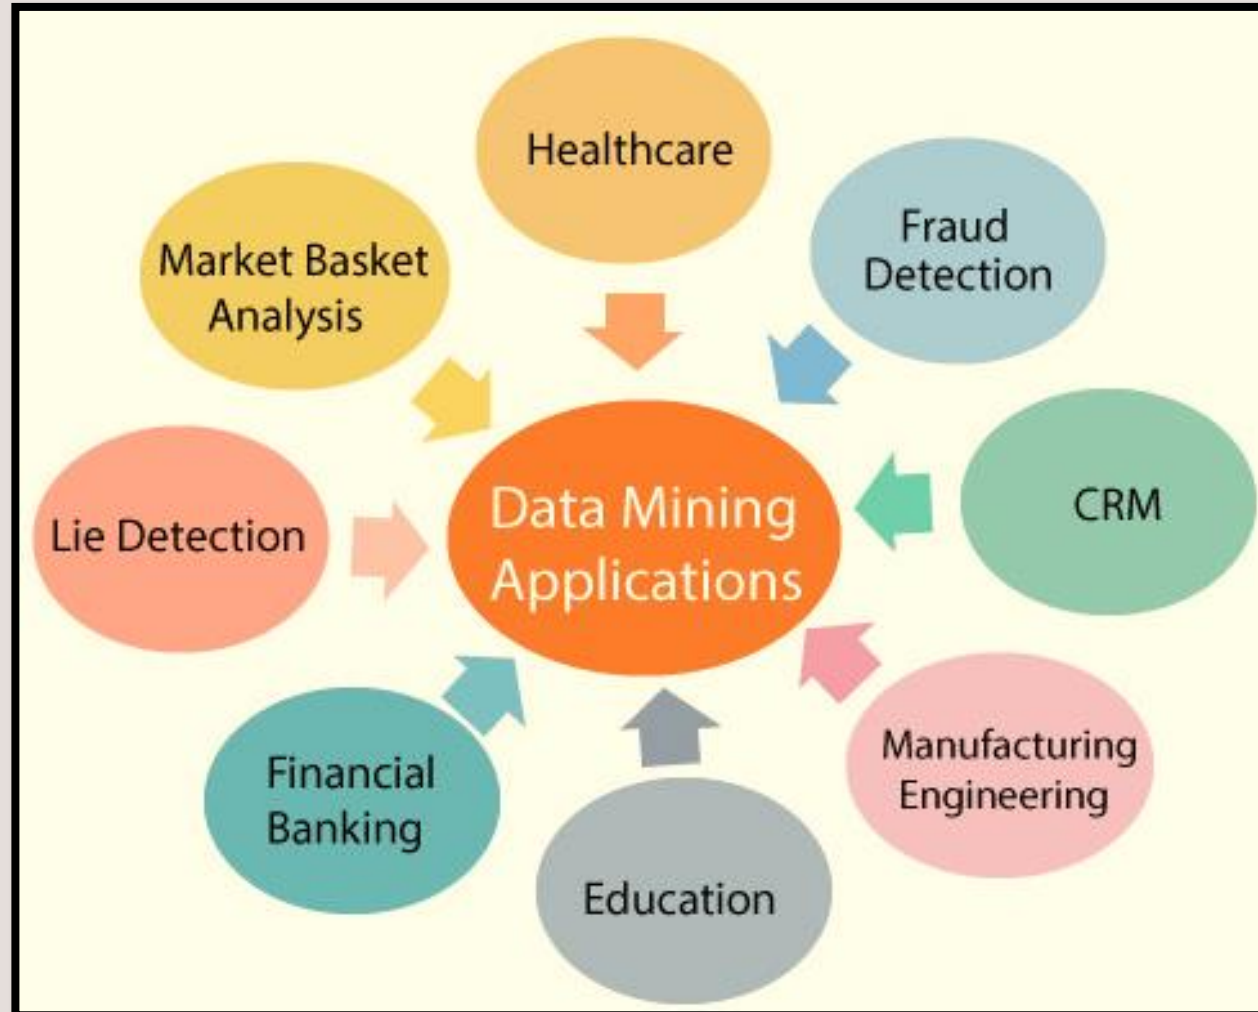 Healthcare
Fraud
Detection
Market Basket
Analysis
CRM
Data Mining
Applications
Lie Detection
Manufacturing
Engineering
Financial
Banking
Education